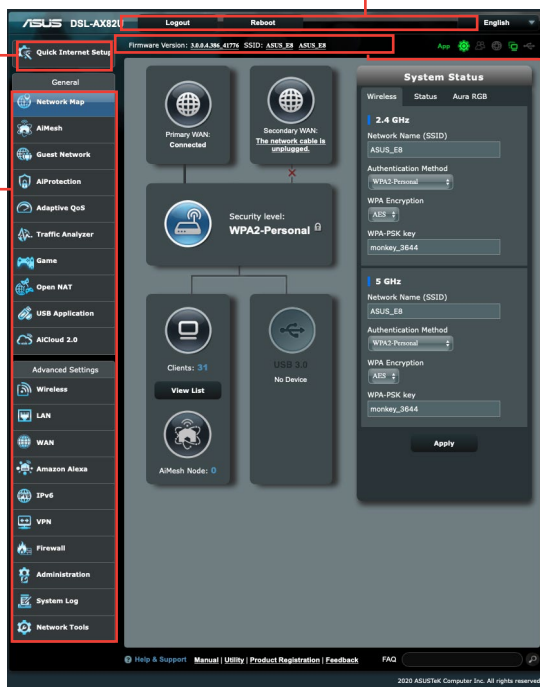 ASUS DSL-AX82U Logout Reboot English
Quick Internet Setup
Firmware Version: 3.0.0.4.386_41776 SSID: ASUS_E8 ASUS_E8 App
General
Network Map
AiMesh
Guest Network
AiProtection
Adaptive QoS
Traffic Analyzer
Game
Open NAT
USB Application
AiCloud 2.0
Advanced Settings
Wireless
LAN
WAN
Amazon Alexa
IPv6
VPN
Firewall
Administration
System Log
Network Tools
Primary WAN:
Connected
Secondary WAN:
The network cable is
unplugged.
Security level:
WPA2-Personal
Clients: 31
View List
AiMesh Node: 0
USB 3.0
No Device
System Status
Wireless Status Aura RGB
2.4 GHz
Network Name (SSID)
ASUS_E8
Authentication Method
WPA2-Personal
WPA Encryption
AES
WPA-PSK key
monkey_3644
5 GHz
Network Name (SSID)
ASUS_E8
Authentication Method
WPA2-Personal
WPA Encryption
AES
WPA-PSK key
monkey_3644
Apply
Help & Support Manual | Utility | Product Registration | Feedback FAQ
2020 ASUSTeK Computer Inc. All rights reserved